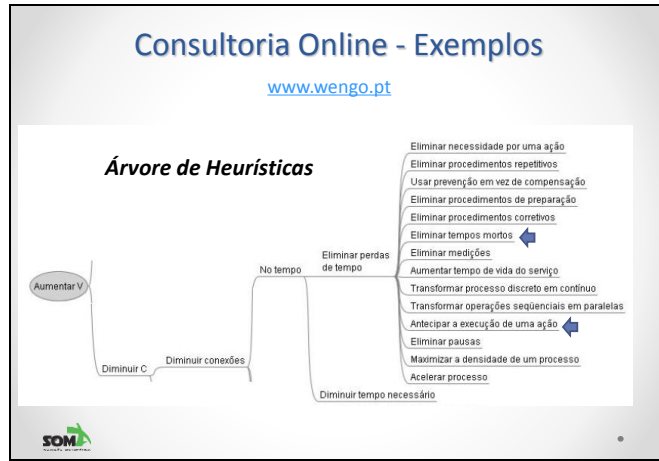 Consultoria Online - Exemplos
www.wengo.pt
Árvore de Heurísticas
Aumentar V
Diminuir C
Diminuir conexões
No tempo
Eliminar perdas
de tempo
Eliminar necessidade por uma ação
Eliminar procedimentos repetitivos
Usar prevenção em vez de compensação
Eliminar procedimentos de preparação
Eliminar procedimentos corretivos
Eliminar tempos mortos
Eliminar medições
Aumentar tempo de vida do serviço
Transformar processo discreto em contínuo
Transformar operações seqüenciais em paralelas
Antecipar a execução de uma ação
Eliminar pausas
Maximizar a densidade de um processo
Acelerar processo
Diminuir tempo necessário
SOM